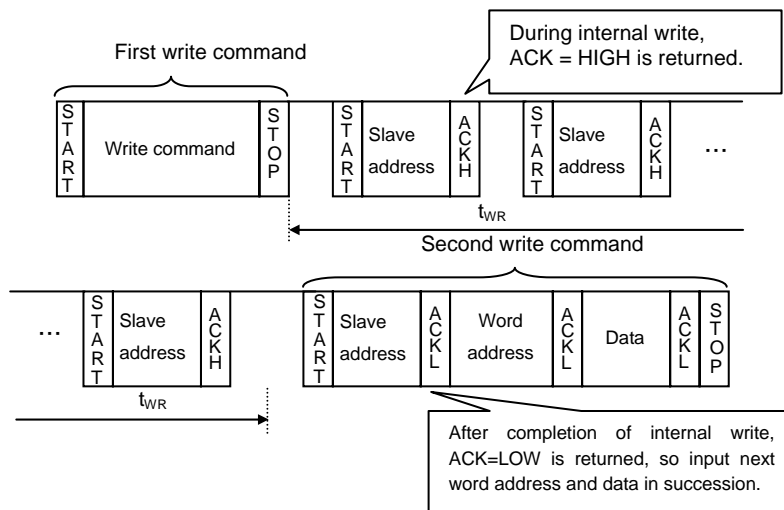 During internal write,
ACK = HIGH is returned.
First write command
START Write command STOP START Slave address ACKH START Slave address ACKH ...
tWR
Second write command
... START Slave address ACKH START Slave address ACKL Word address ACKL Data ACKL STOP
tWR
After completion of internal write,
ACK=LOW is returned, so input next
word address and data in succession.